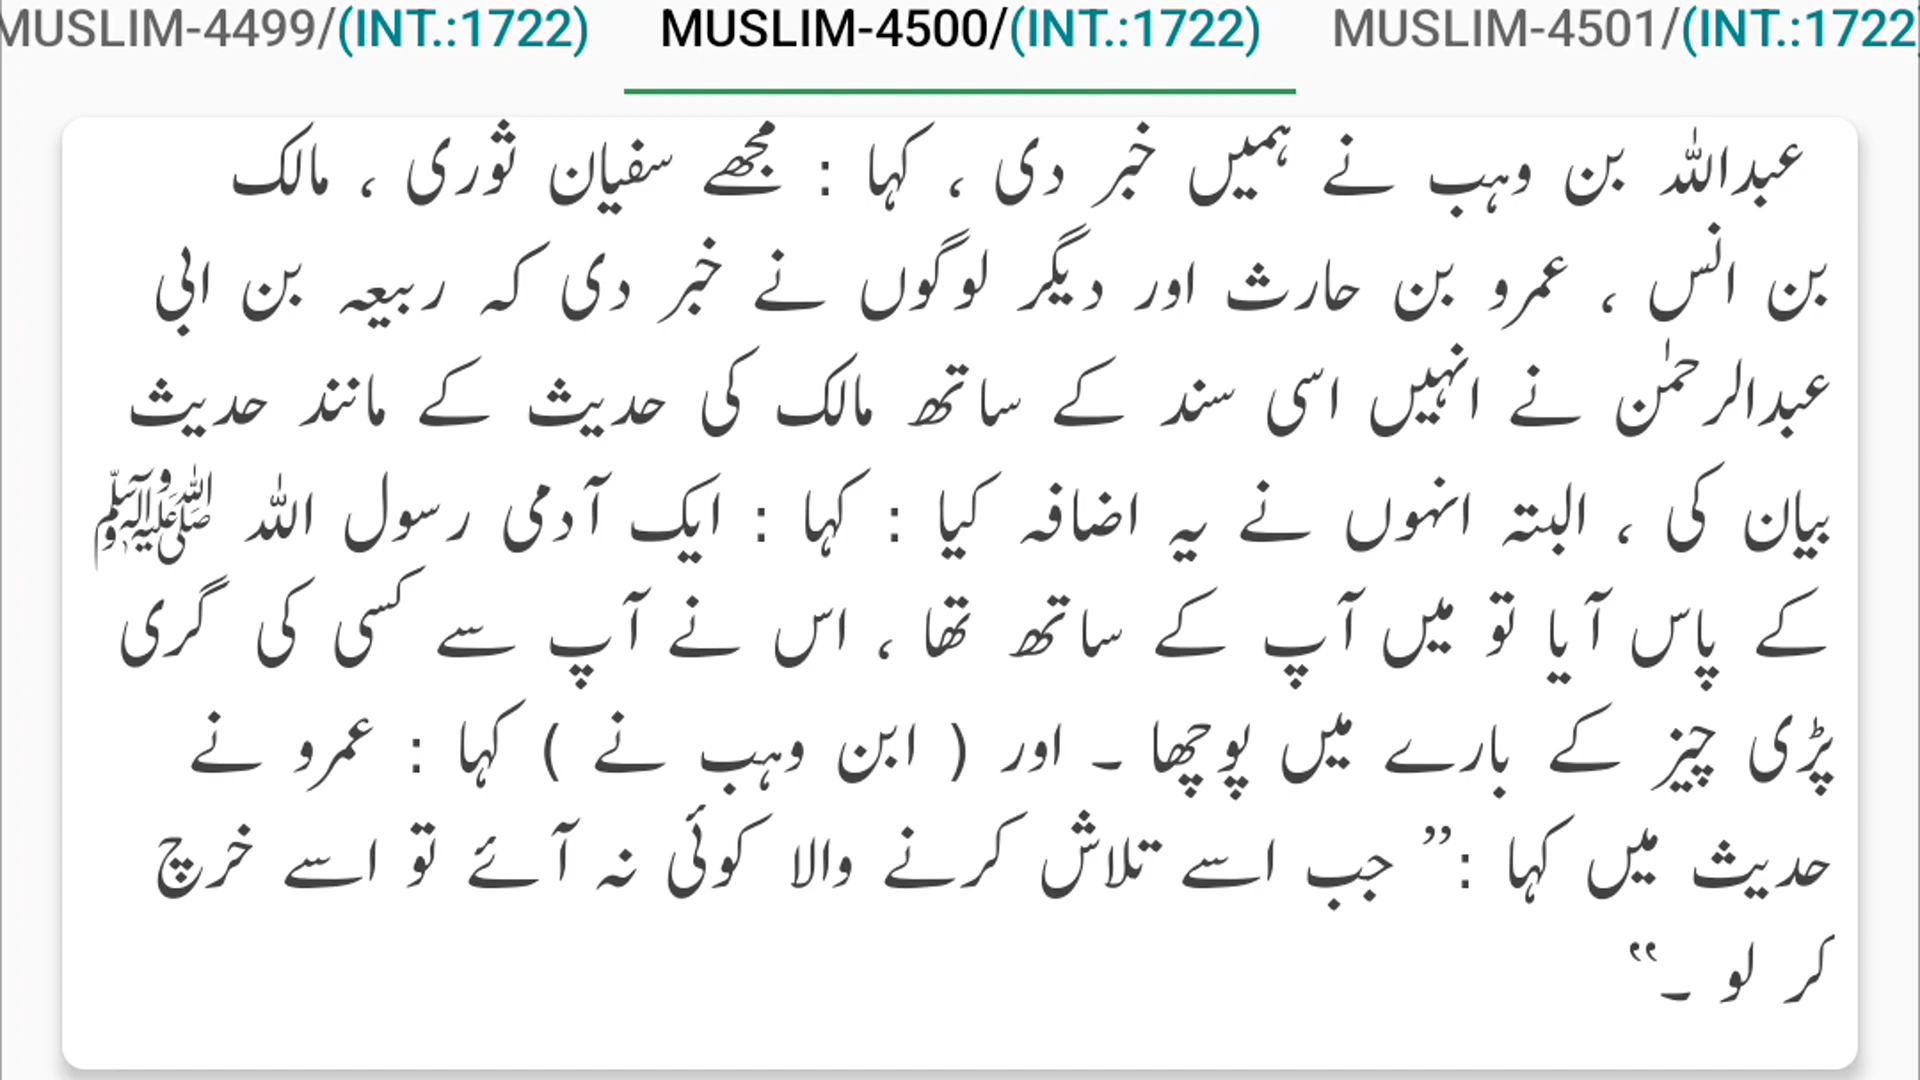 MUSLIM-4499/(INT.:1722) MUSLIM-4500/(INT.:1722) MUSLIM-4501/(INT.:1722
عبداللہ بن وہب نے ہمیں خبر دی ، کہا : مجھے سفیان ثوری ، مالک
بن انس ، عمرو بن حارث اور دیگر لوگوں نے خبر دی کہ ربیعہ بن ابی
عبدالرحمٰن نے انہیں اسی سند کے ساتھ مالک کی حدیث کے مانند حدیث
بیان کی ، البتہ انہوں نے یہ اضافہ کیا : کہا : ایک آدمی رسول اللہ ﷺ
کے پاس آیا تو میں آپ کے ساتھ تھا ، اس نے آپ سے کسی کی گری
پڑی چیز کے بارے میں پوچھا ۔ اور ( ابن وہب نے ) کہا : عمرو نے
حدیث میں کہا :’’ جب اسے تلاش کرنے والا کوئی نہ آئے تو اسے خرچ
کر لو ۔‘‘